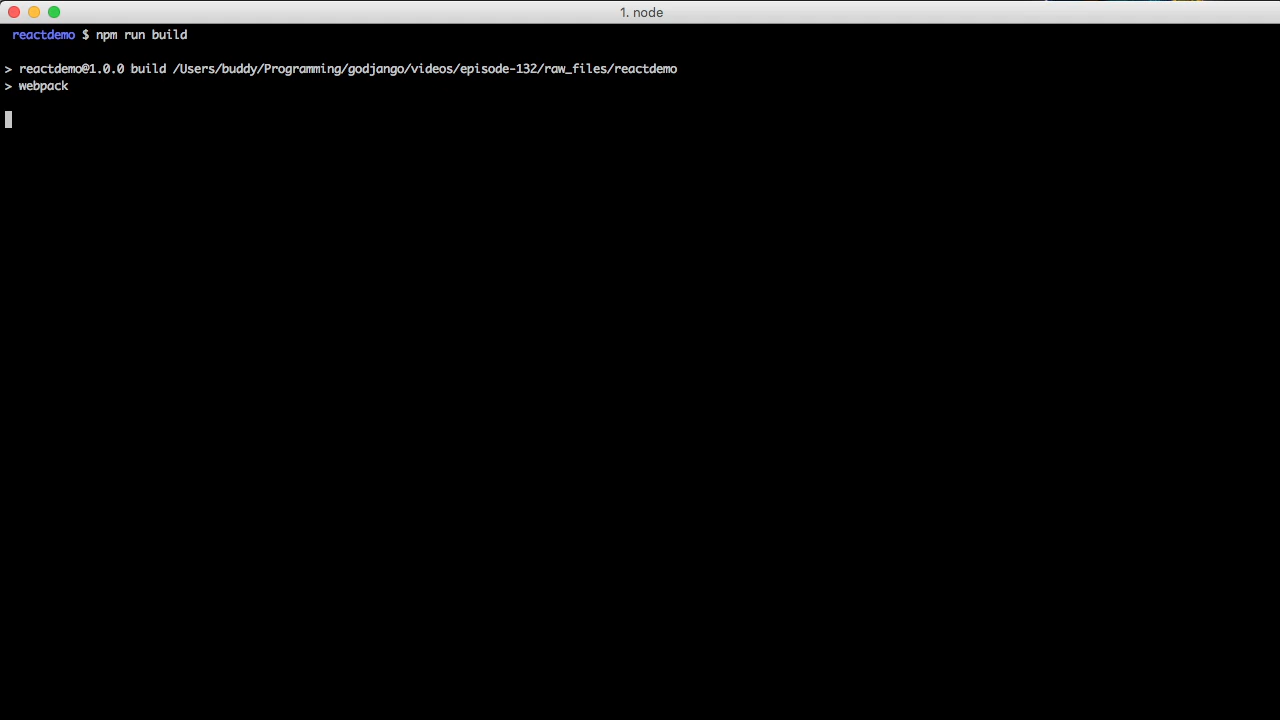 1. node
reactdemo $ npm run build
> reactdemo@1.0.0 build /Users/buddy/Programming/godjango/videos/episode-132/raw_files/reactdemo
> webpack